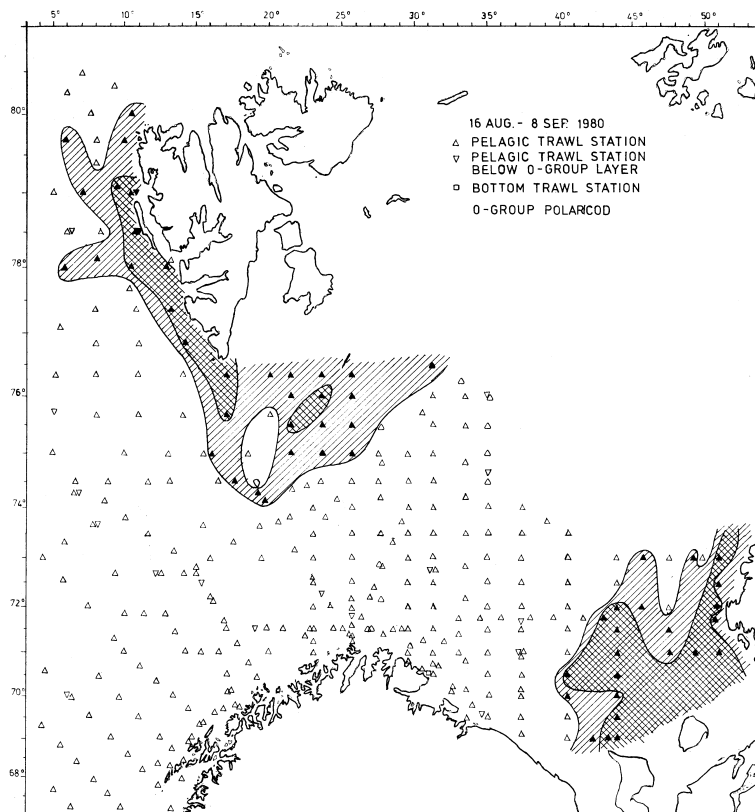 5° 10° 15° 20° 25° 30° 35° 40° 45° 50°
80°
16 AUG.- 8 SEP. 1980
PELAGIC TRAWL STATION
PELAGIC TRAWL STATION
BELOW 0-GROUP LAYER
BOTTOM TRAWL STATION
0-GROUP POLARCOD
78°
76°
74°
72°
70°
68°